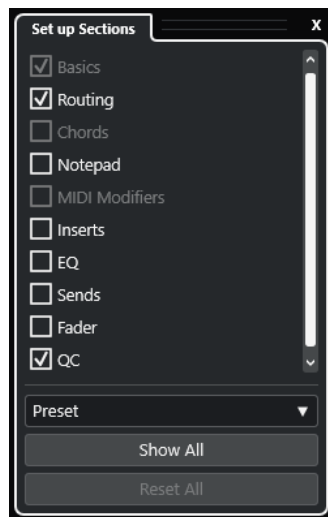 Set up Sections
X
Basics
Routing
Chords
Notepad
MIDI Modifiers
Inserts
EQ
Sends
Fader
QC
Preset
Show All
Reset All